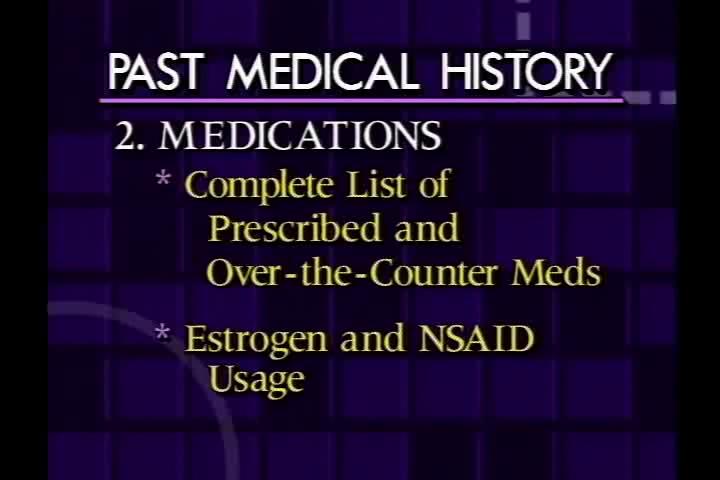 PAST MEDICAL HISTORY
2. MEDICATIONS
* Complete List of
Prescribed and
Over-the-Counter Meds
* Estrogen and NSAID
Usage